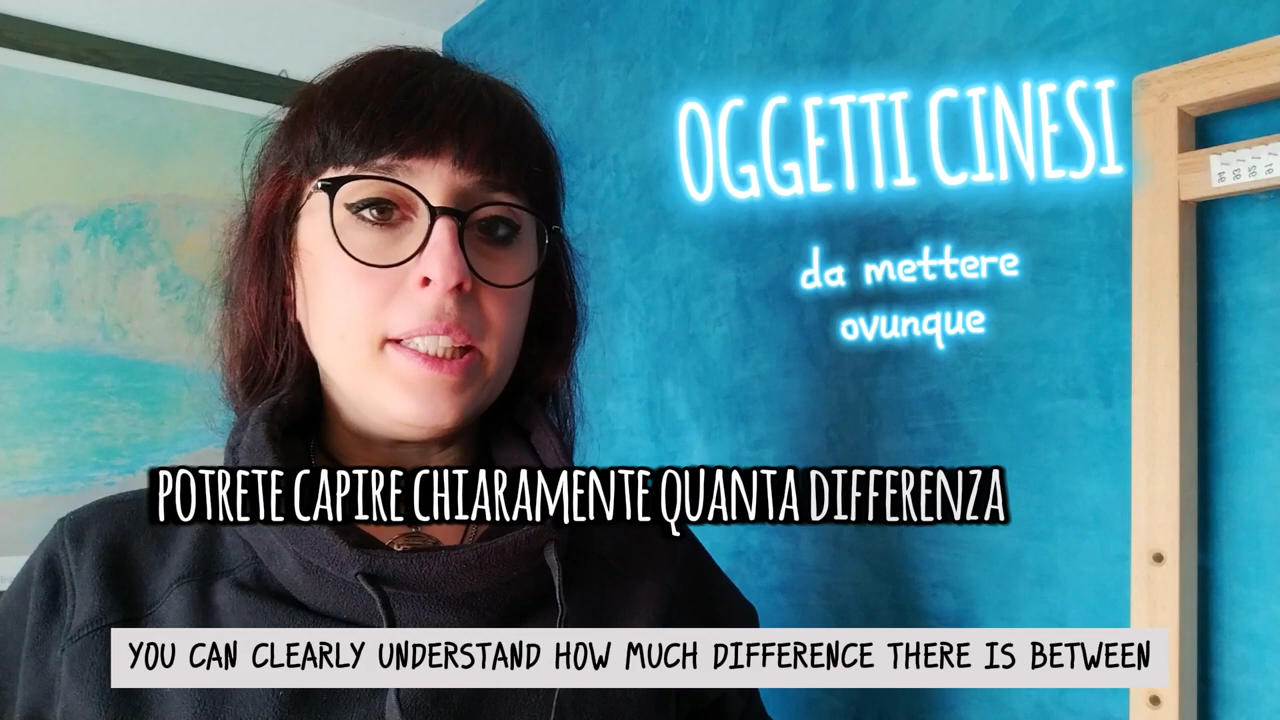 OGGETTI CINESI
da mettere
ovunque
POTRETE CAPIRE CHIARAMENTE QUANTA DIFFERENZA
YOU CAN CLEARLY UNDERSTAND HOW MUCH DIFFERENCE THERE IS BETWEEN